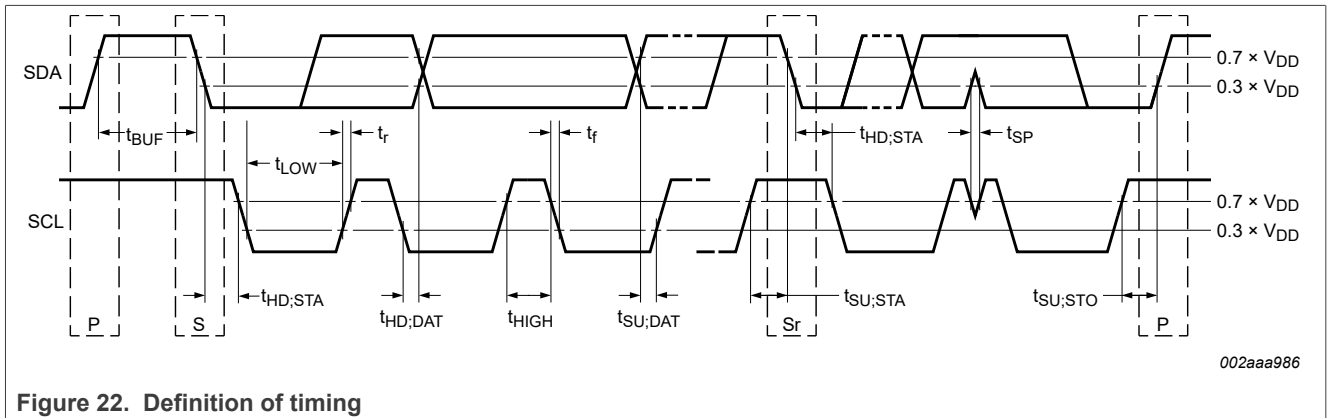 SDA
0.7 × VDD
0.3 × VDD
tBUF
tr
tf
tHD;STA
tSP
tLOW
SCL
0.7 × VDD
0.3 × VDD
tHD;STA
tHD;DAT
tHIGH
tSU;DAT
tSU;STA
tSU;STO
P
S
Sr
P
002aaa986
Figure 22. Definition of timing